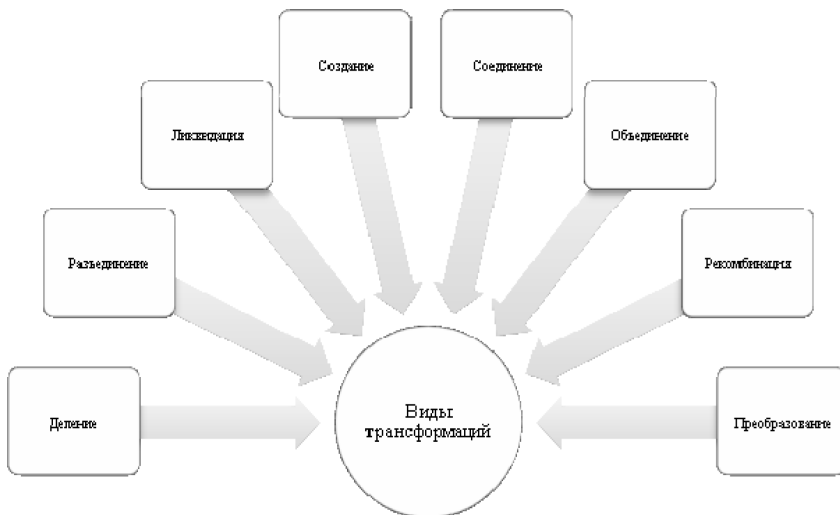 Создание
Соединение
Ликвидация
Объединение
Разъединение
Рекомбинация
Деление
Виды
трансформаций
Преобразование